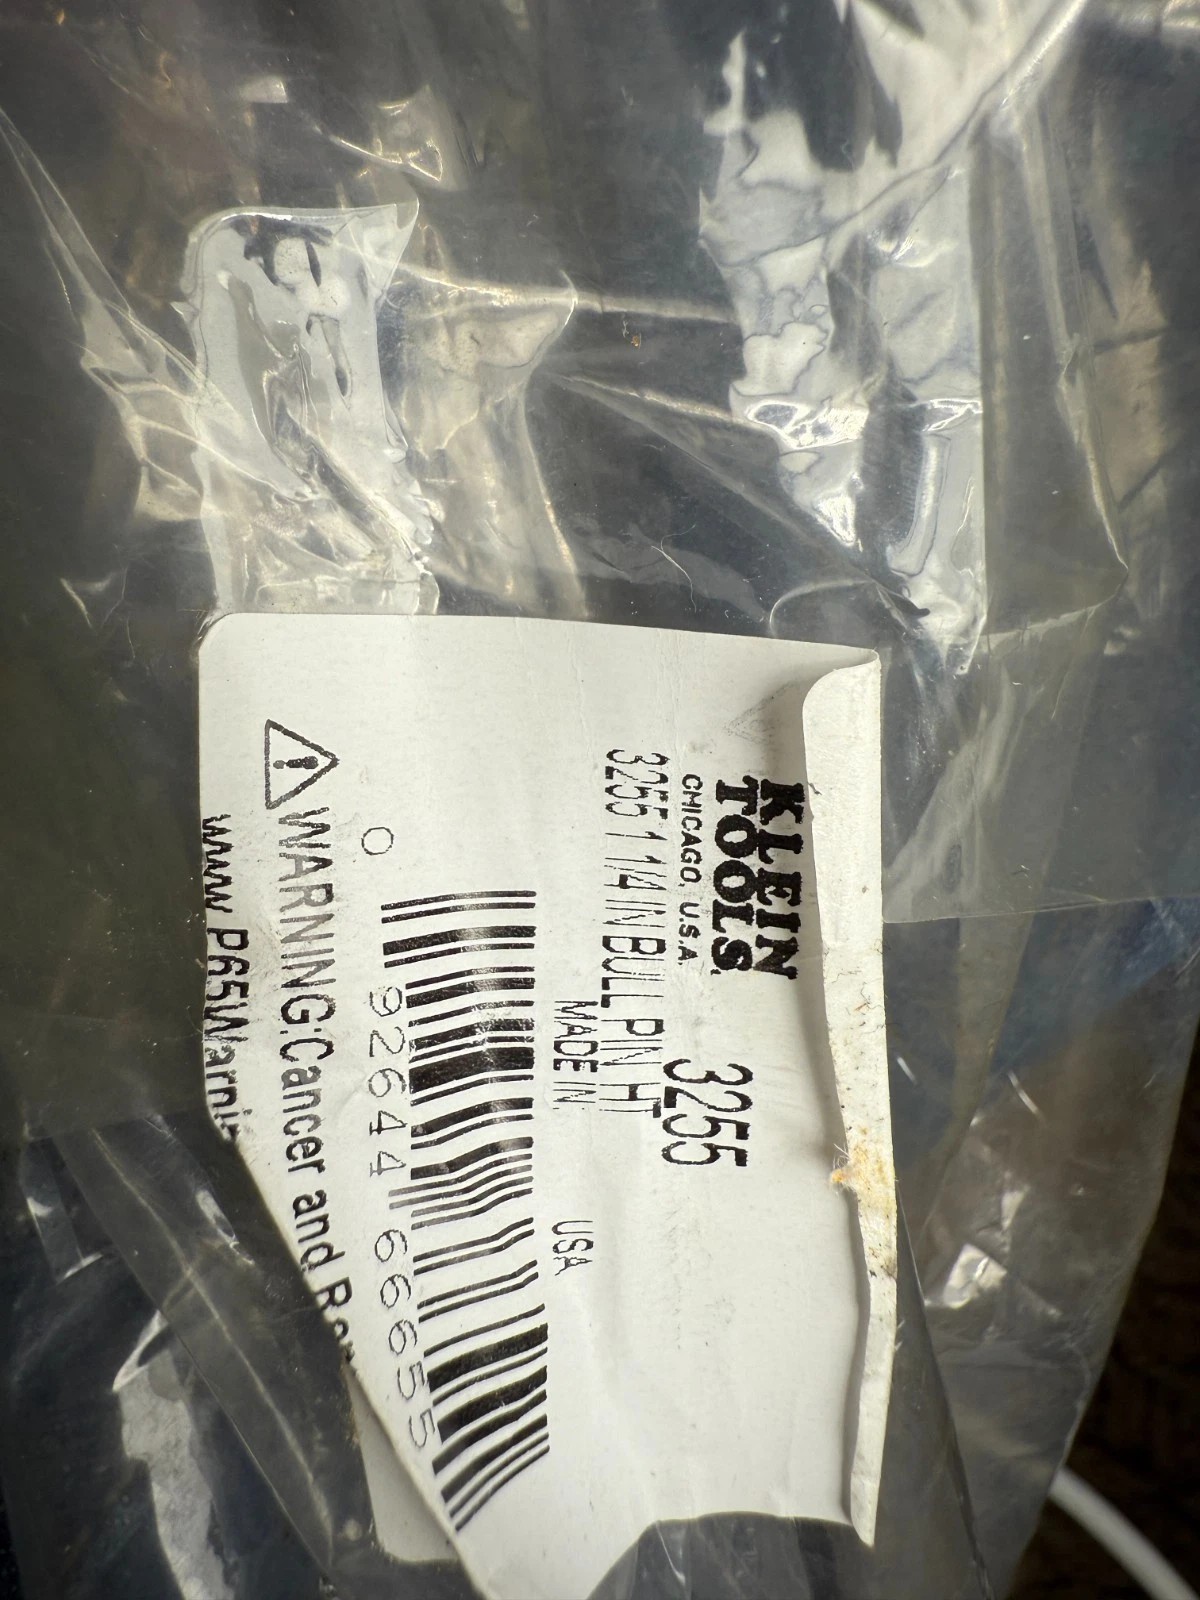 KLEIN
TOOLS
CHICAGO, U.S.A.
3255
3255 1 1/4 IN BULL PIN HT
MADE IN
USA
0 92644 66655
WARNING: Cancer and
www P65Warni